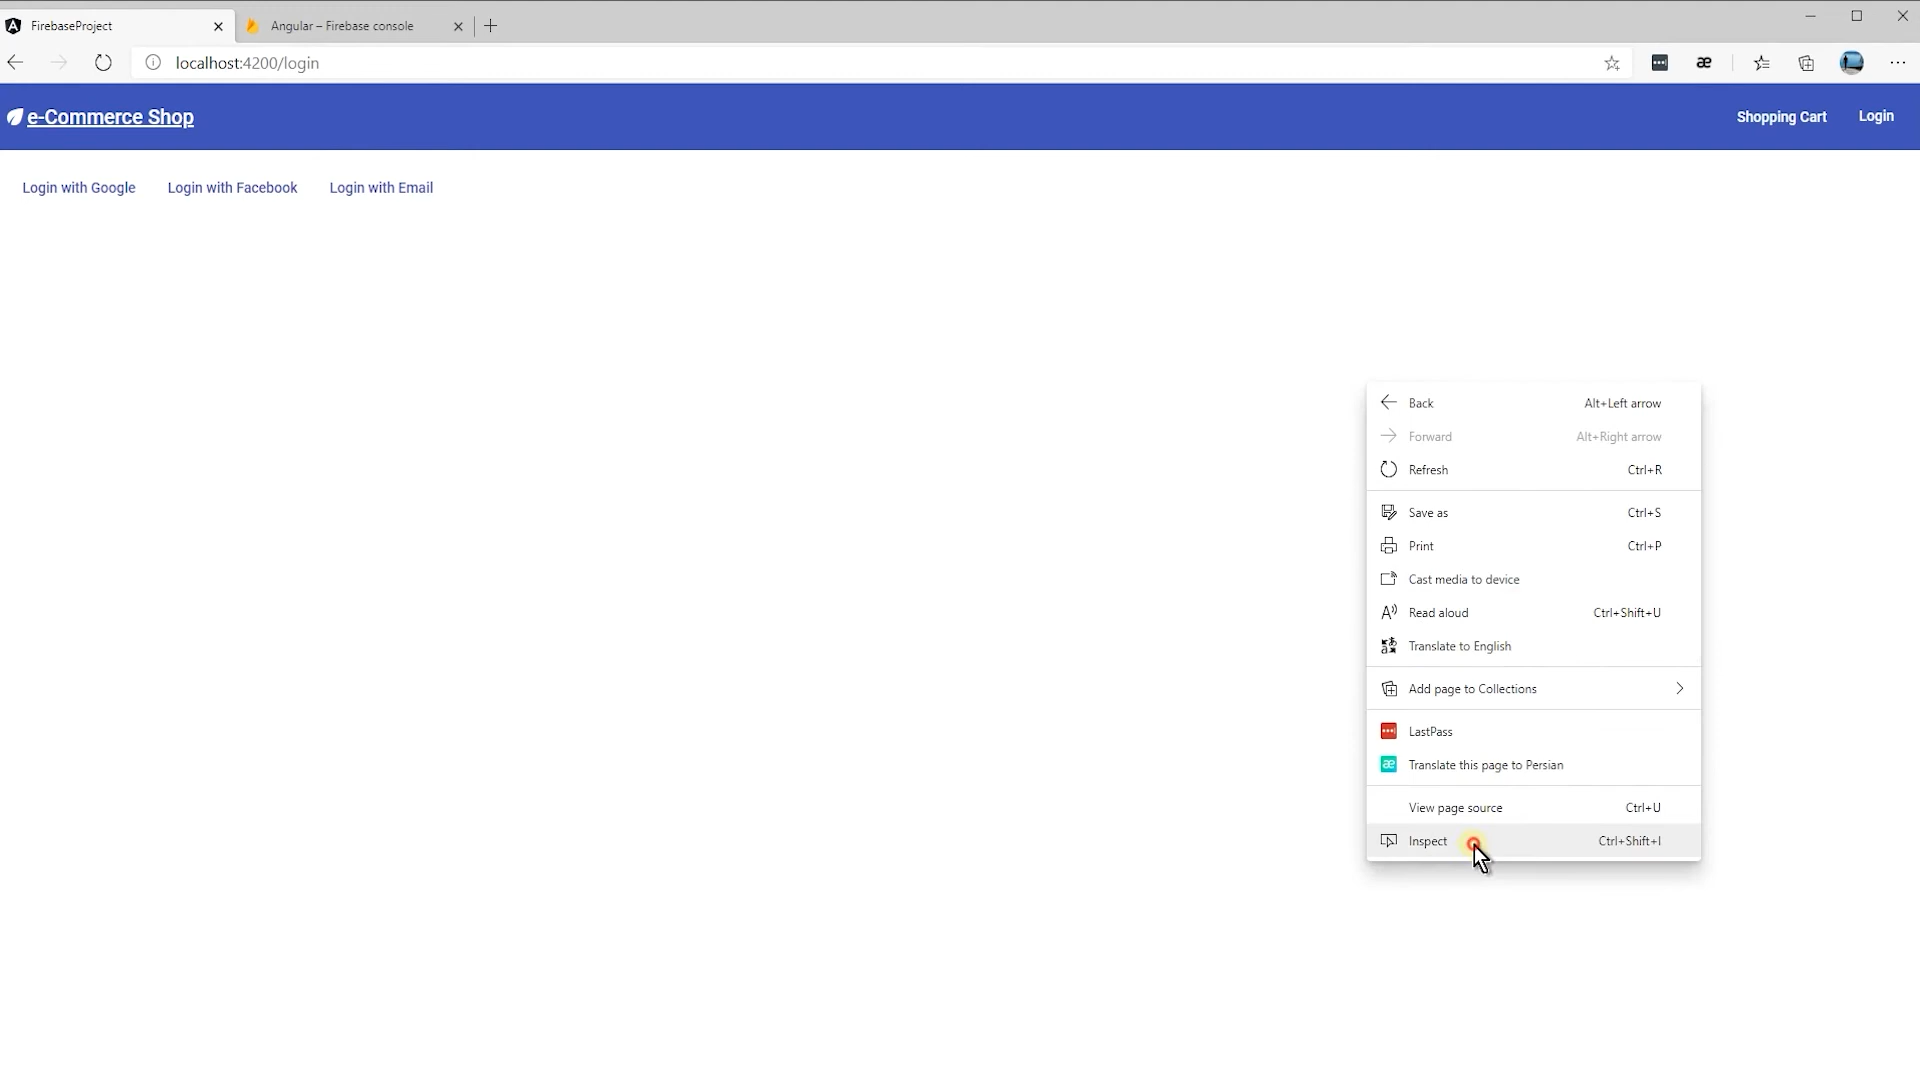 FirebaseProject
Angular – Firebase console
localhost:4200/login
æ
e-Commerce Shop
Shopping Cart
Login
Login with Google
Login with Facebook
Login with Email
Back Alt+Left arrow
Forward Alt+Right arrow
Refresh Ctrl+R
Save as Ctrl+S
Print Ctrl+P
Cast media to device
Read aloud Ctrl+Shift+U
Translate to English
Add page to Collections
LastPass
æ Translate this page to Persian
View page source Ctrl+U
Inspect Ctrl+Shift+I